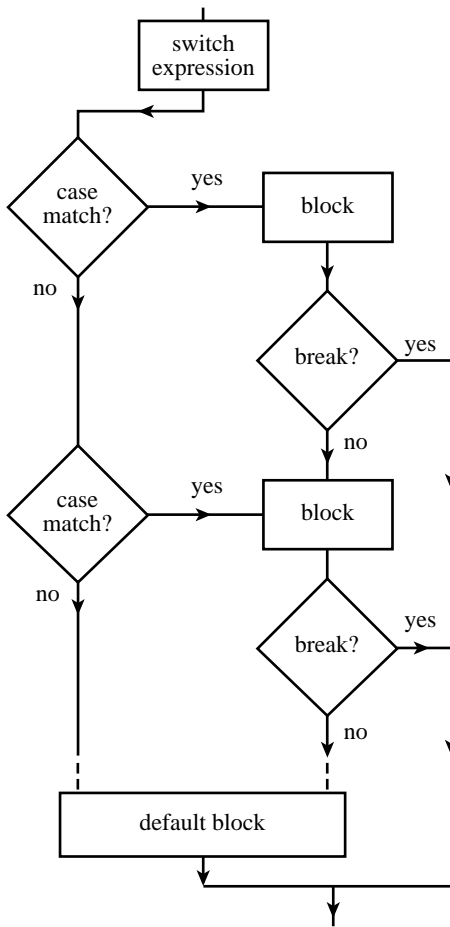 switch
expression
case
match?
yes
block
no
break?
yes
no
case
match?
yes
block
no
break?
yes
no
default block